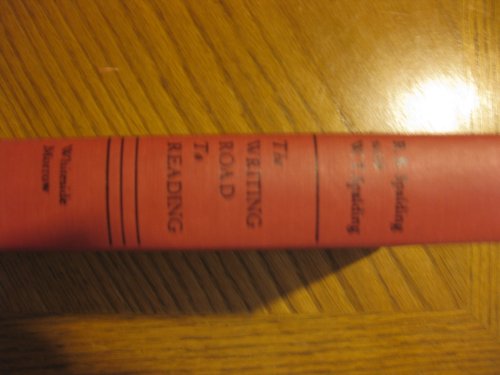 R. B. Spalding
with
W. T. Spalding
The
WRITING
ROAD
To
READING
Whiteside
Morrow